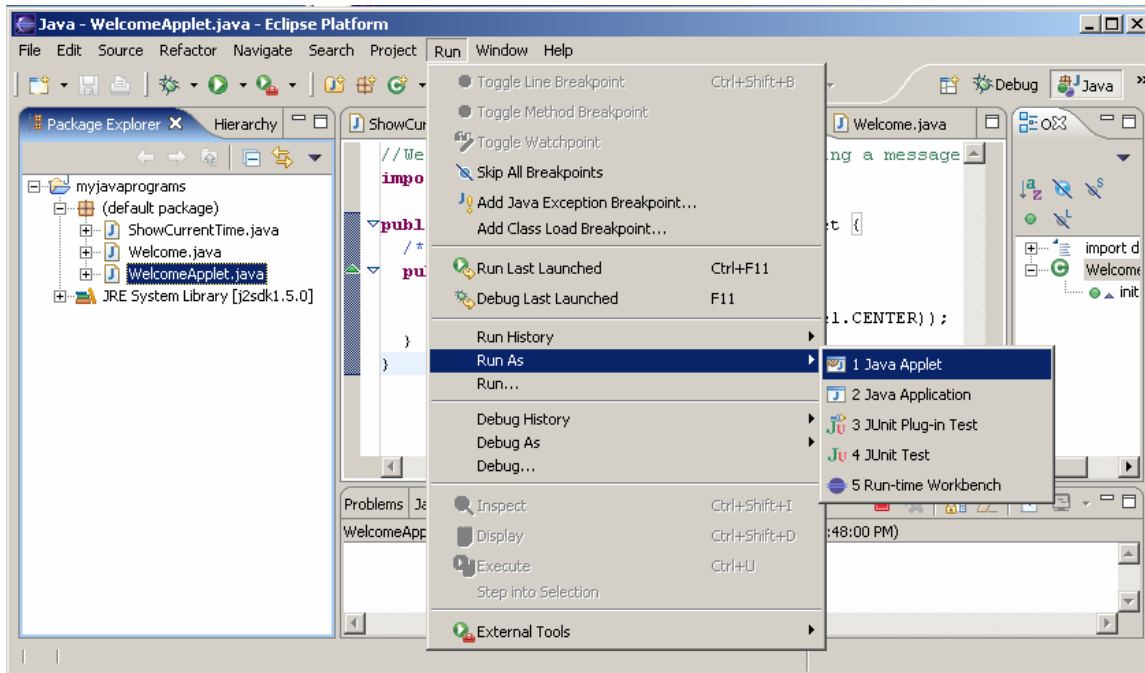 Java - WelcomeApplet.java - Eclipse Platform
File Edit Source Refactor Navigate Search Project Run Window Help
Debug Java
Package Explorer Hierarchy
myjavaprograms
(default package)
ShowCurrentTime.java
Welcome.java
WelcomeApplet.java
JRE System Library [j2sdk1.5.0]
ShowCur Welcome.java
//We ng a message
impo
publ et {
/*
pu
l.CENTER));
}
}
Toggle Line Breakpoint Ctrl+Shift+B
Toggle Method Breakpoint
Toggle Watchpoint
Skip All Breakpoints
Add Java Exception Breakpoint...
Add Class Load Breakpoint...
Run Last Launched Ctrl+F11
Debug Last Launched F11
Run History
Run As
Run...
Debug History
Debug As
Debug...
Inspect Ctrl+Shift+I
Display Ctrl+Shift+D
Execute Ctrl+U
Step into Selection
External Tools
1 Java Applet
2 Java Application
3 JUnit Plug-in Test
4 JUnit Test
5 Run-time Workbench
import d
Welcome
init
Problems Ja
WelcomeApp :48:00 PM)